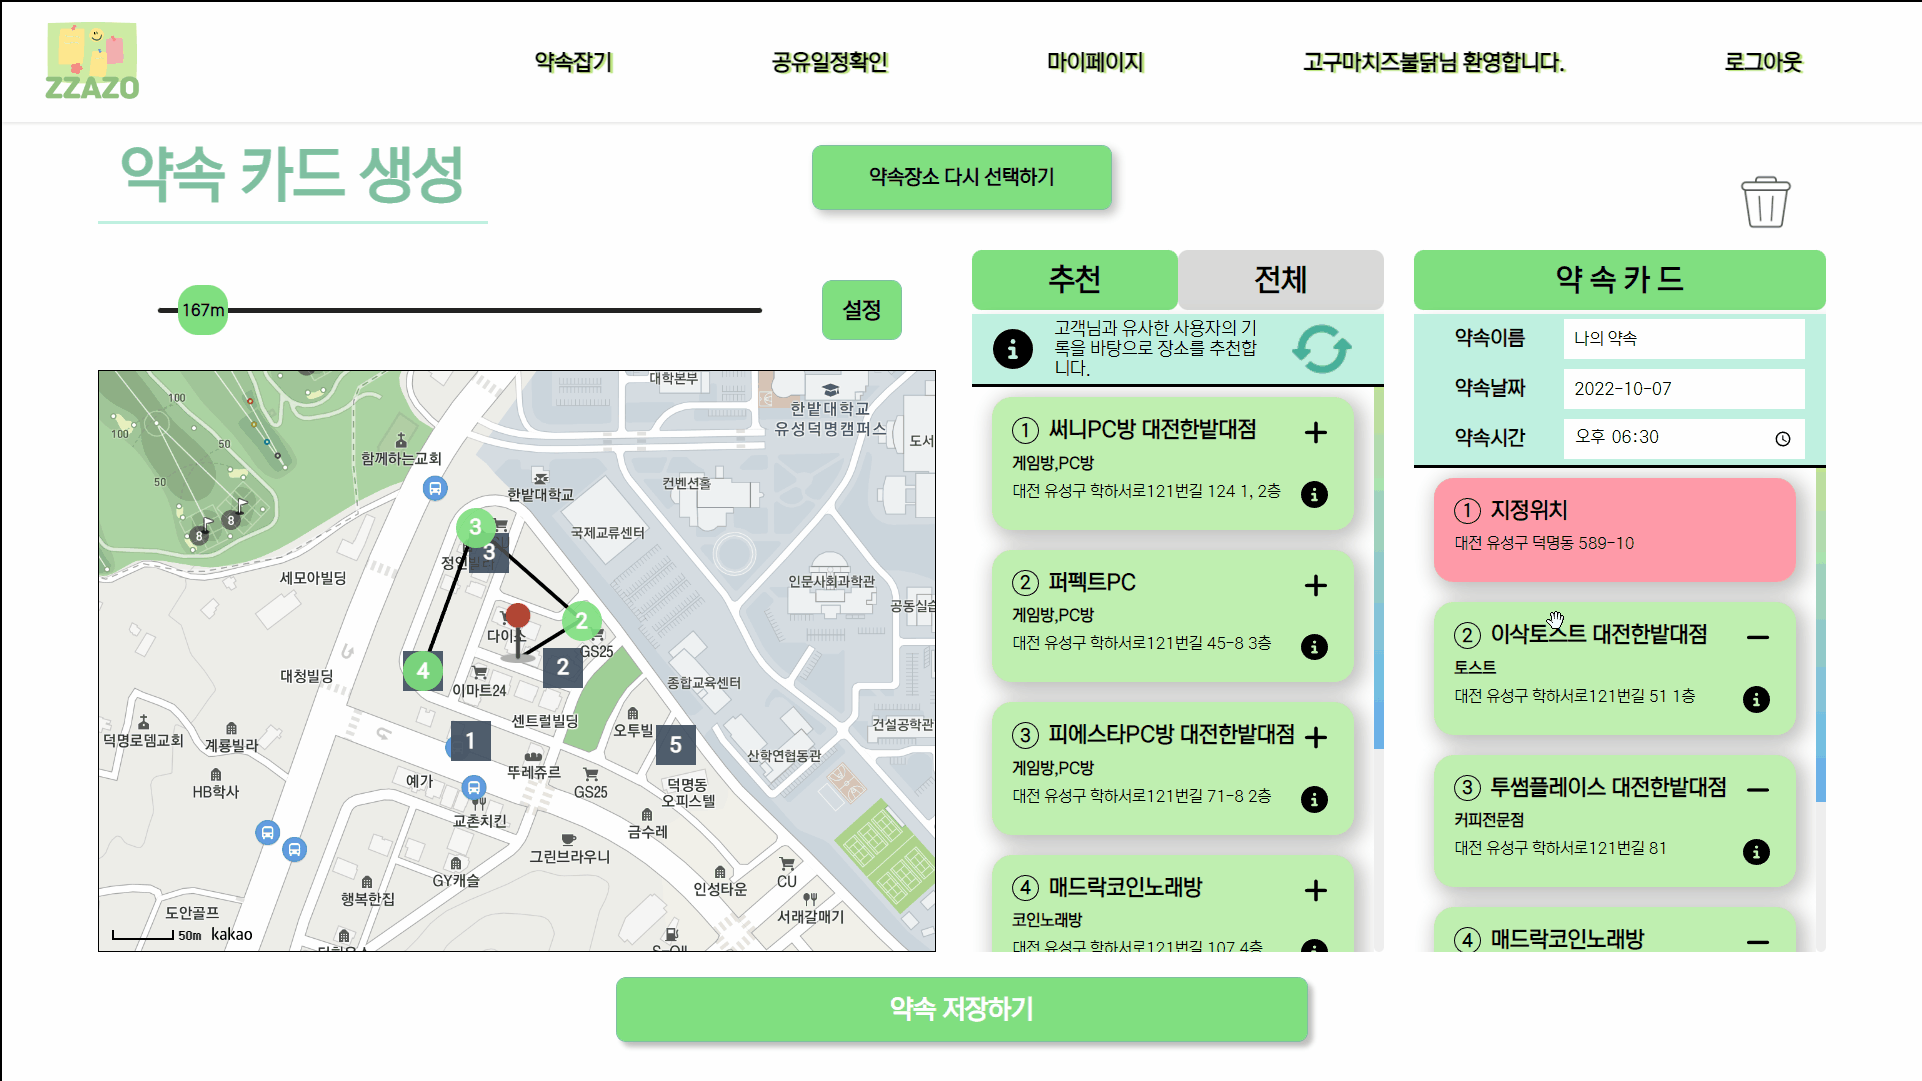 ZZAZO
약속잡기
공유일정확인
마이페이지
고구마치즈불닭님 환영합니다.
로그아웃
약속 카드 생성
약속장소 다시 선택하기
167m
설정
추천
전체
고객님과 유사한 사용자의 기
록을 바탕으로 장소를 추천합
니다.
1 써니PC방 대전한밭대점
게임방,PC방
대전 유성구 학하서로121번길 124 1, 2층
2 퍼펙트PC
게임방,PC방
대전 유성구 학하서로121번길 45-8 3층
3 피에스타PC방 대전한밭대점
게임방,PC방
대전 유성구 학하서로121번길 71-8 2층
4 매드락코인노래방
코인노래방
대전 유성구 학하서로121번길 107 4층
약 속 카 드
약속이름
나의 약속
약속날짜
2022-10-07
약속시간
오후 06:30
1 지정위치
대전 유성구 덕명동 589-10
2 이삭토스트 대전한밭대점
토스트
대전 유성구 학하서로121번길 51 1층
3 투썸플레이스 대전한밭대점
커피전문점
대전 유성구 학하서로121번길 81
4 매드락코인노래방
대학본부
한밭대학교
유성덕명캠퍼스
도서
100
100
50
50
함께하는교회
한밭대학교
컨벤션홀
국제교류센터
8
8
3
3
세모아빌딩
인문사회과학관
공동실습
다이소
2
GS25
2
4
대청빌딩
이마트24
종합교육센터
센트럴빌딩
오투빌
건설공학관
덕명로뎀교회
계룡빌라
1
5
산학연협동관
뚜레쥬르
예가
HB학사
GS25
덕명동
오피스텔
교촌치킨
금수레
그린브라우니
GY캐슬
인성타운
CU
행복한집
도안골프
서래갈매기
50m
kakao
약속 저장하기